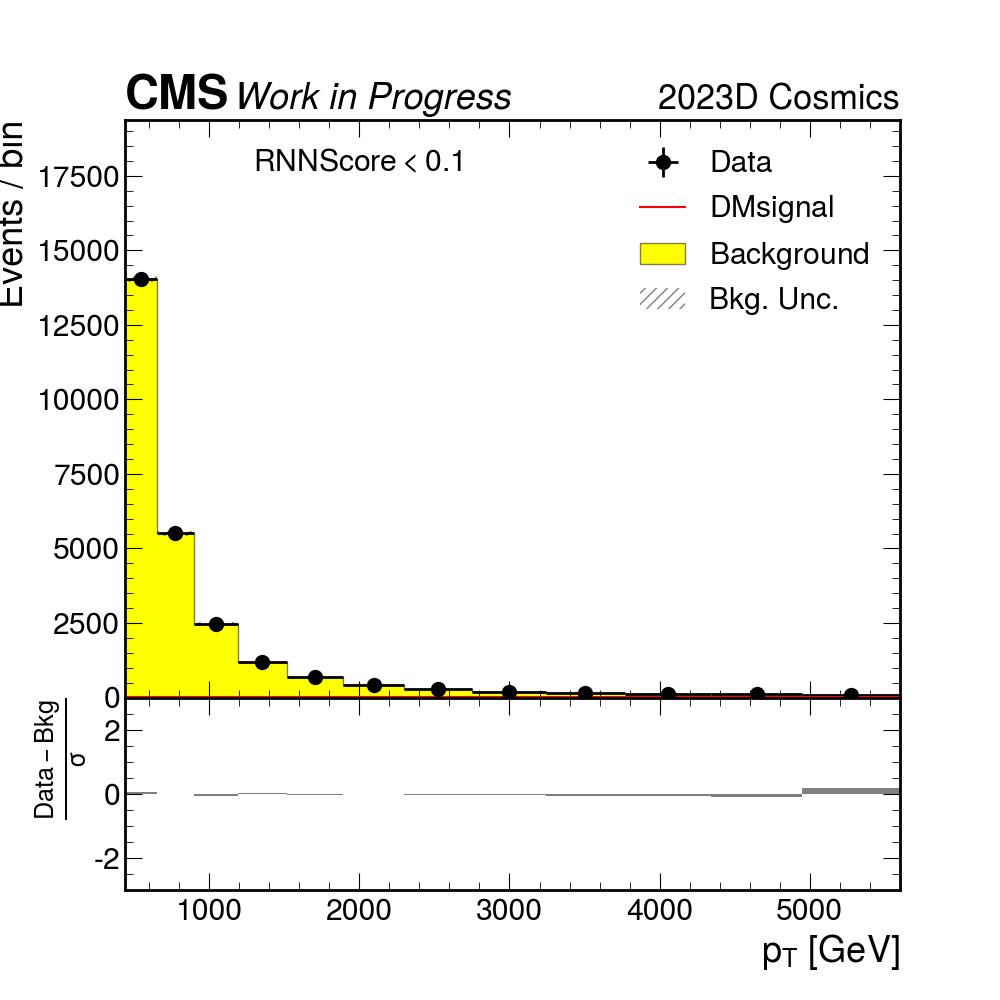 CMS Work in Progress 2023D Cosmics
Events / bin
RNNScore < 0.1
Data
DMsignal
Background
Bkg. Unc.
17500
15000
12500
10000
7500
5000
2500
0
Data – Bkg
σ
2
0
-2
1000 2000 3000 4000 5000
pT [GeV]